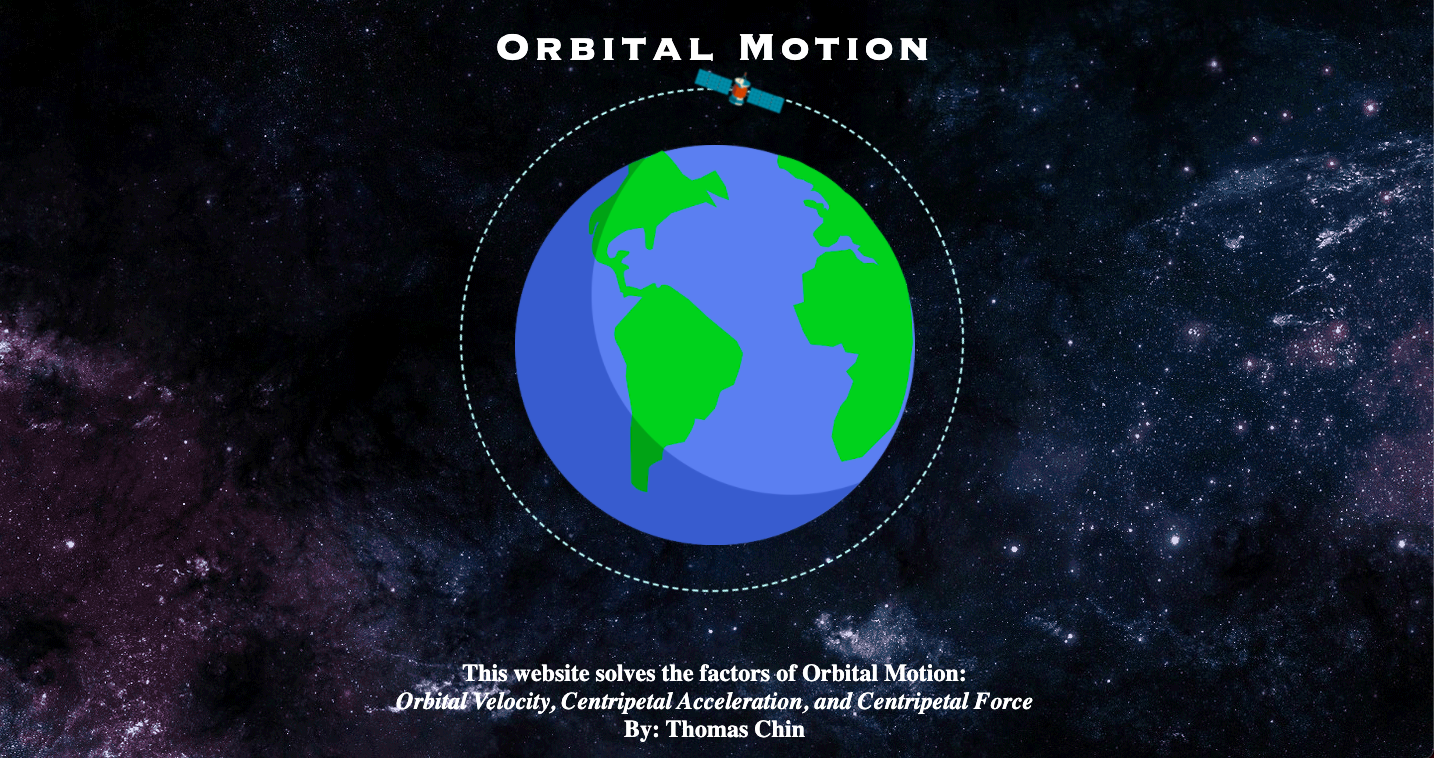 Orbital Motion
This website solves the factors of Orbital Motion:
Orbital Velocity, Centripetal Acceleration, and Centripetal Force
By: Thomas Chin